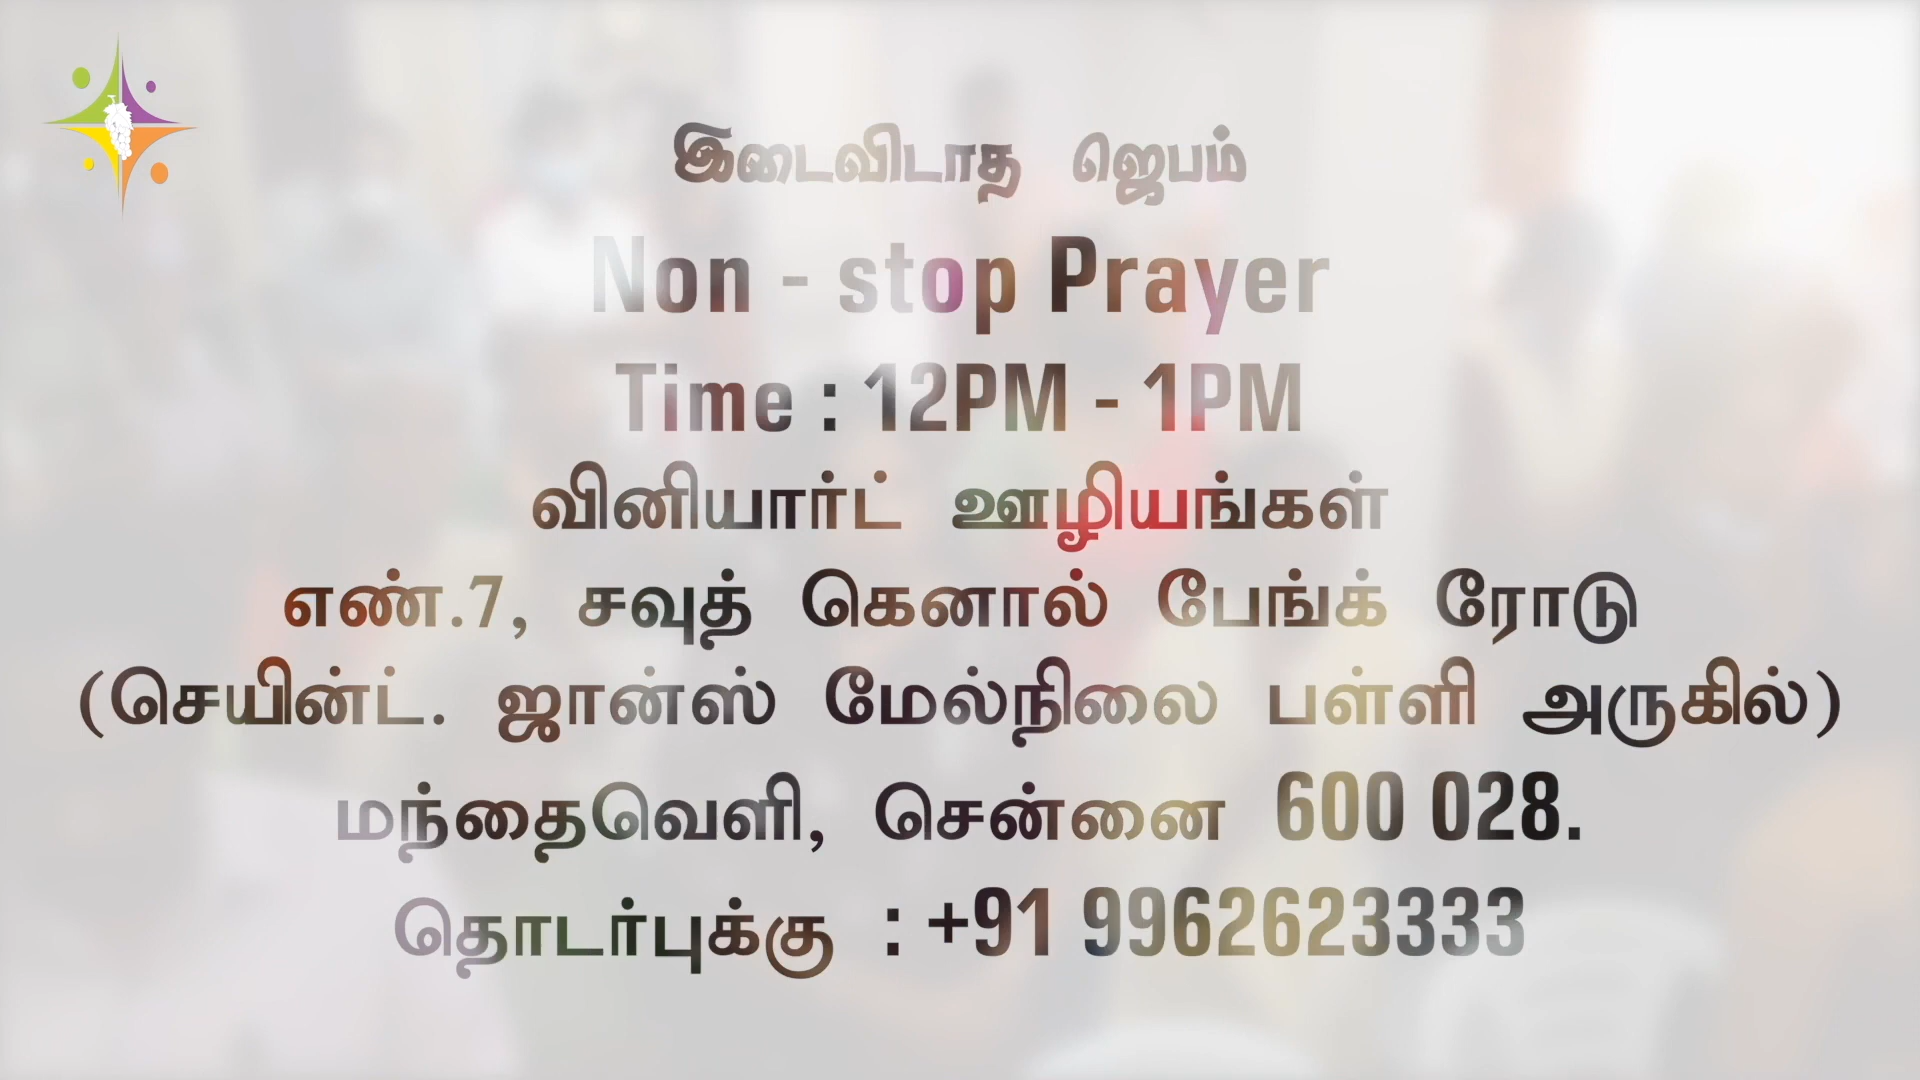 இடைவிடாத ஜெபம்
Non - stop Prayer
Time : 12PM - 1PM
வினியார்ட் ஊழியங்கள்
எண்.7, சவுத் கெனால் பேங்க் ரோடு
(செயின்ட். ஜான்ஸ் மேல்நிலை பள்ளி அருகில்)
மந்தைவெளி, சென்னை 600 028.
தொடர்புக்கு : +91 9962623333